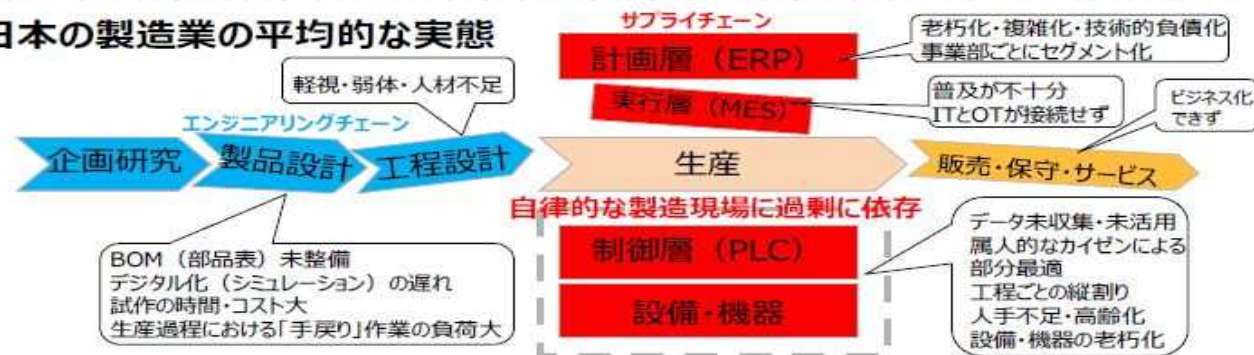 日本の製造業の平均的な実態
サプライチェーン
計画層（ERP）
老朽化・複雑化・技術的負債化
事業部ごとにセグメント化
軽視・弱体・人材不足
実行層（MES）
普及が不十分
ITとOTが接続せず
ビジネス化
できず
エンジニアリングチェーン
企画研究
製品設計
工程設計
生産
販売・保守・サービス
自律的な製造現場に過剰に依存
BOM（部品表）未整備
デジタル化（シミュレーション）の遅れ
試作の時間・コスト大
生産過程における「手戻り」作業の負荷大
制御層（PLC）
設備・機器
データ未収集・未活用
属人的なカイゼンによる
部分最適
工程ごとの縦割り
人手不足・高齢化
設備・機器の老朽化